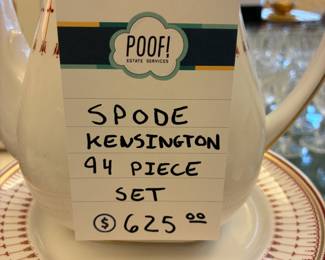 POOF!
ESTATE SERVICES
SPODE
KENSINGTON
94 PIECE
SET
$ 625 00